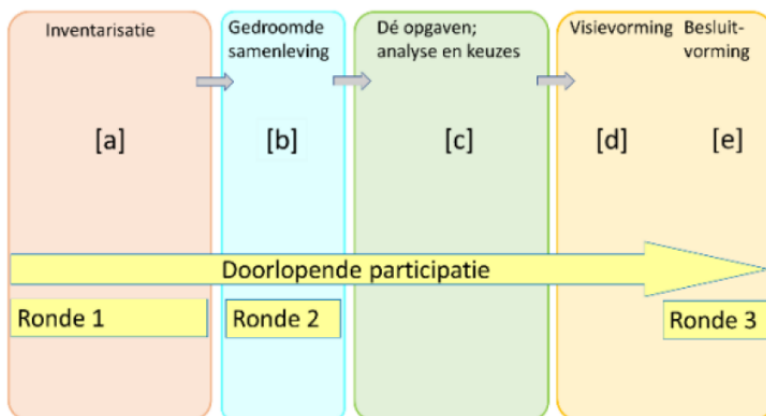 Inventarisatie
Gedroomde
samenleving
Dé opgaven;
analyse en keuzes
Visievorming
Besluit-
vorming
[a]
[b]
[c]
[d]
[e]
Doorlopende participatie
Ronde 1
Ronde 2
Ronde 3